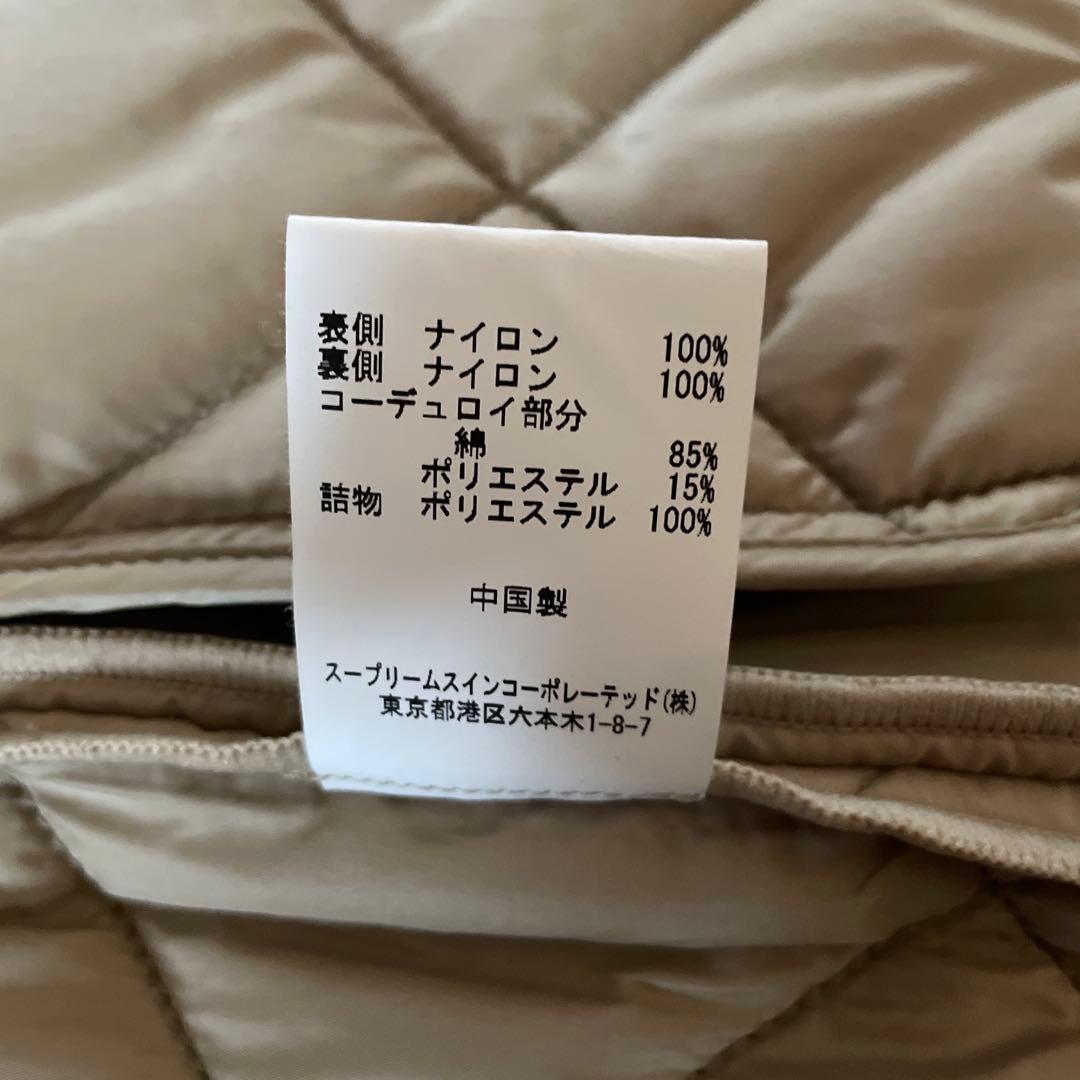 表側 ナイロン 100%
裏側 ナイロン 100%
コーデュロイ部分
綿 85%
ポリエステル 15%
詰物 ポリエステル 100%
中国製
スープリームスインコーポレーテッド(株)
東京都港区六本木1-8-7